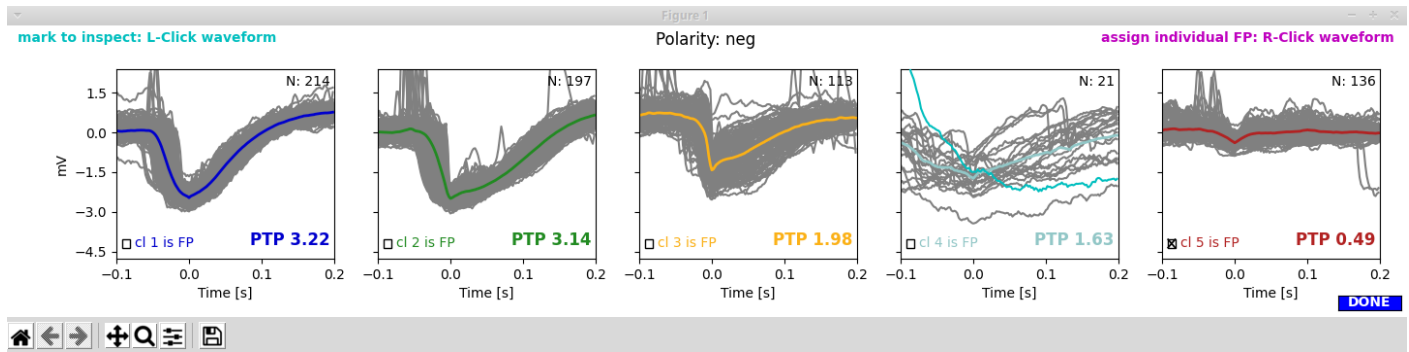 Figure 1
mark to inspect: L-Click waveform
Polarity: neg
assign individual FP: R-Click waveform
N: 214
N: 197
N: 113
N: 21
N: 136
1.5
0.0
−1.5
−3.0
−4.5
mV
cl 1 is FP
PTP 3.22
cl 2 is FP
PTP 3.14
cl 3 is FP
PTP 1.98
cl 4 is FP
PTP 1.63
cl 5 is FP
PTP 0.49
−0.1 0.0 0.1 0.2
−0.1 0.0 0.1 0.2
−0.1 0.0 0.1 0.2
−0.1 0.0 0.1 0.2
−0.1 0.0 0.1 0.2
Time [s]
Time [s]
Time [s]
Time [s]
Time [s]
DONE